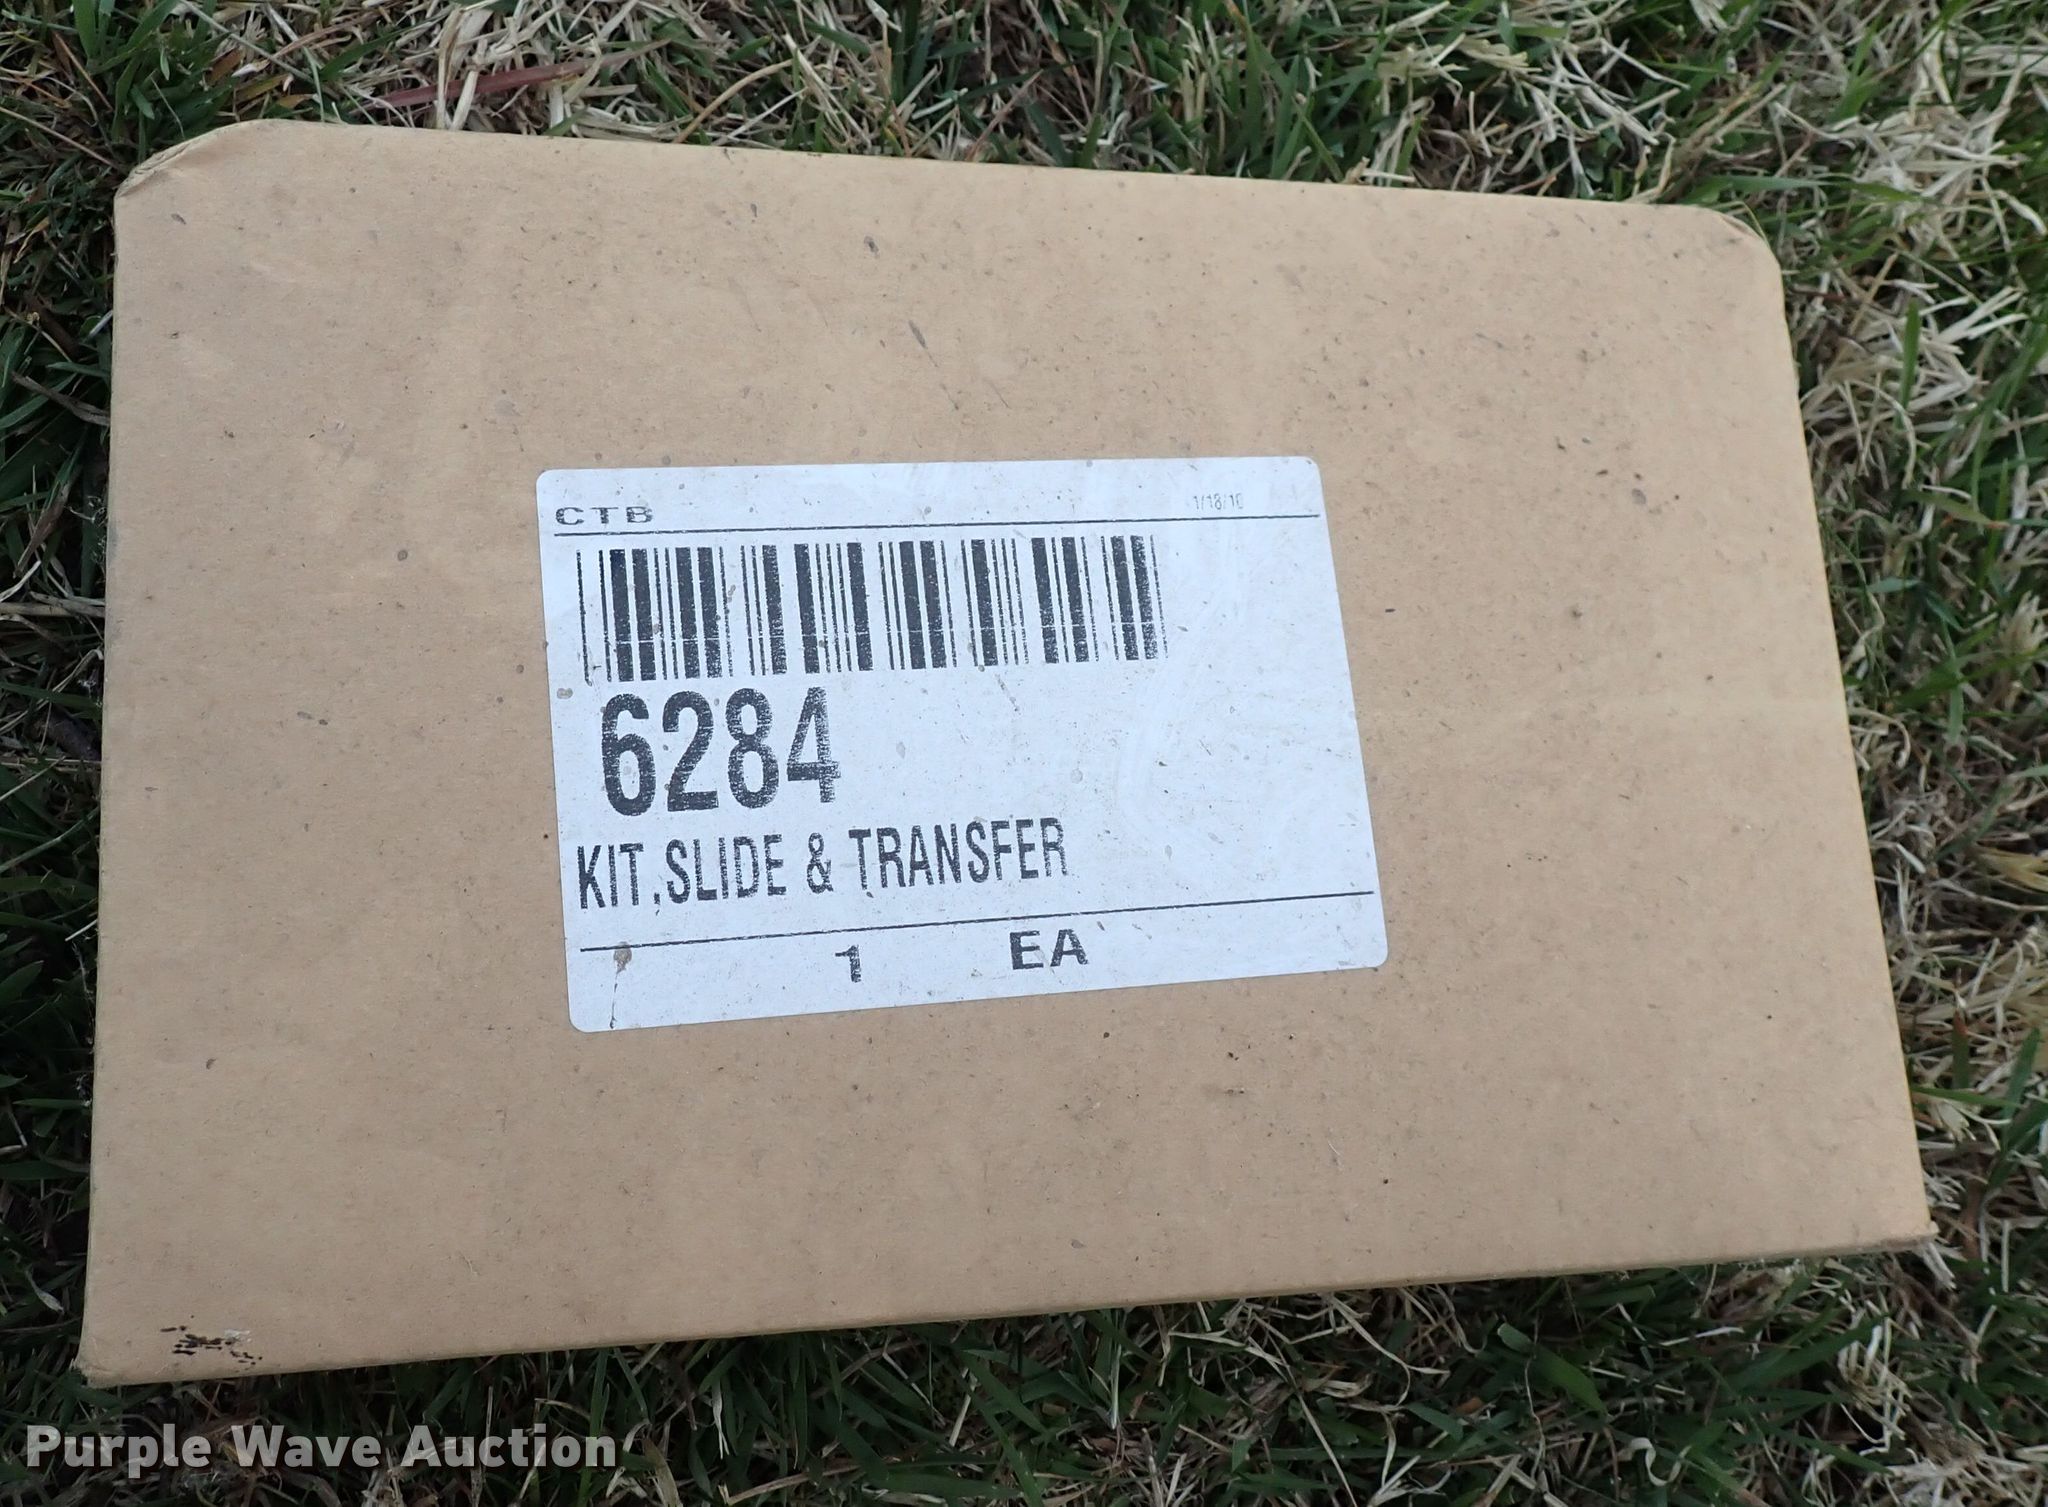 CTB 1/18/10
6284
KIT,SLIDE & TRANSFER
1 EA
Purple Wave Auction